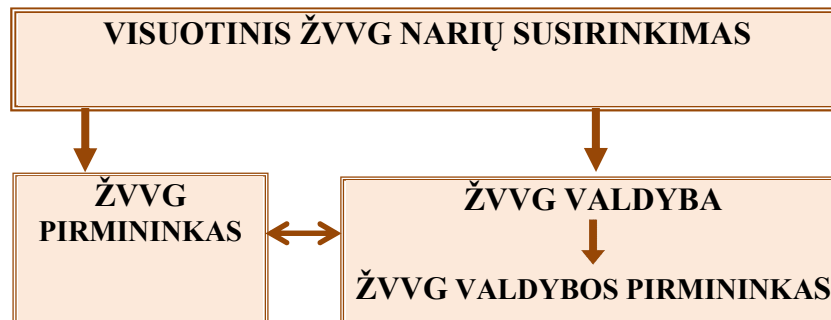 VISUOTINIS ŽVVG NARIŲ SUSIRINKIMAS
ŽVVG
PIRMININKAS
ŽVVG VALDYBA
ŽVVG VALDYBOS PIRMININKAS